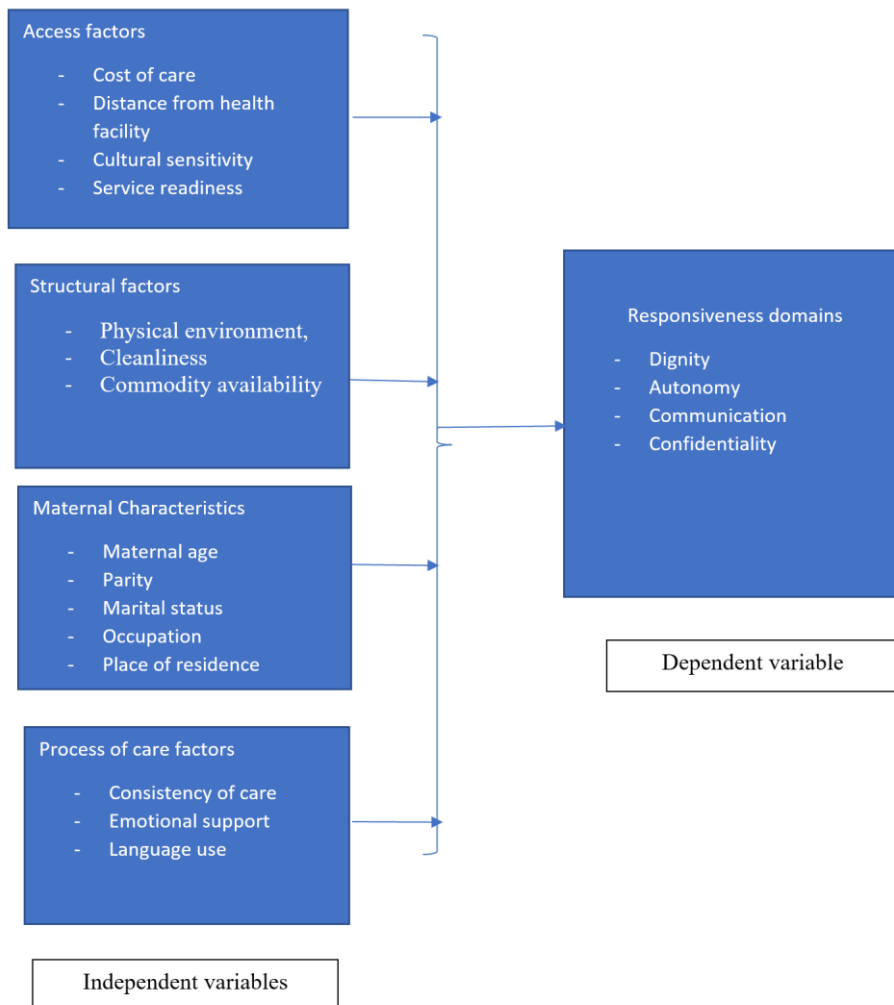 Access factors
- Cost of care
- Distance from health
facility
- Cultural sensitivity
- Service readiness
Structural factors
- Physical environment,
- Cleanliness
- Commodity availability
Maternal Characteristics
- Maternal age
- Parity
- Marital status
- Occupation
- Place of residence
Process of care factors
- Consistency of care
- Emotional support
- Language use
Independent variables
Responsiveness domains
- Dignity
- Autonomy
- Communication
- Confidentiality
Dependent variable